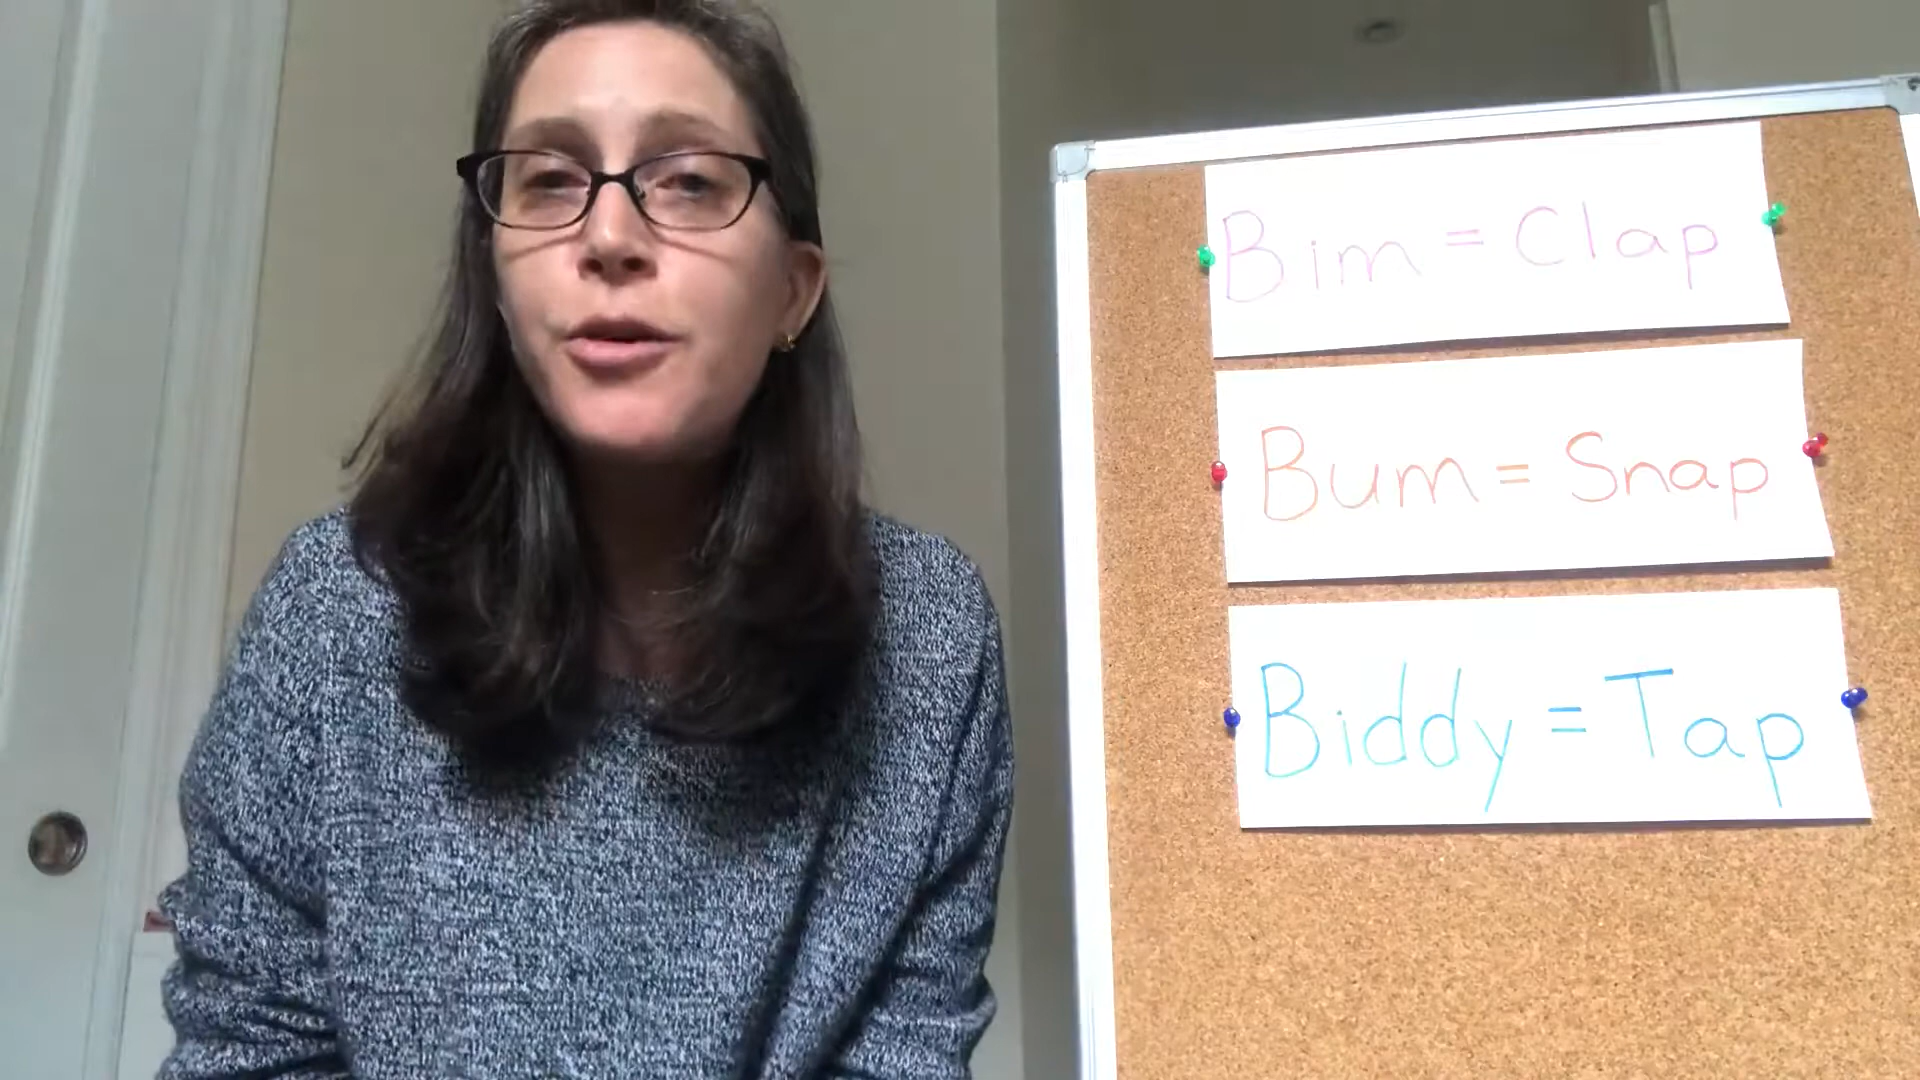 Bim = Clap
Bum = Snap
Biddy = Tap